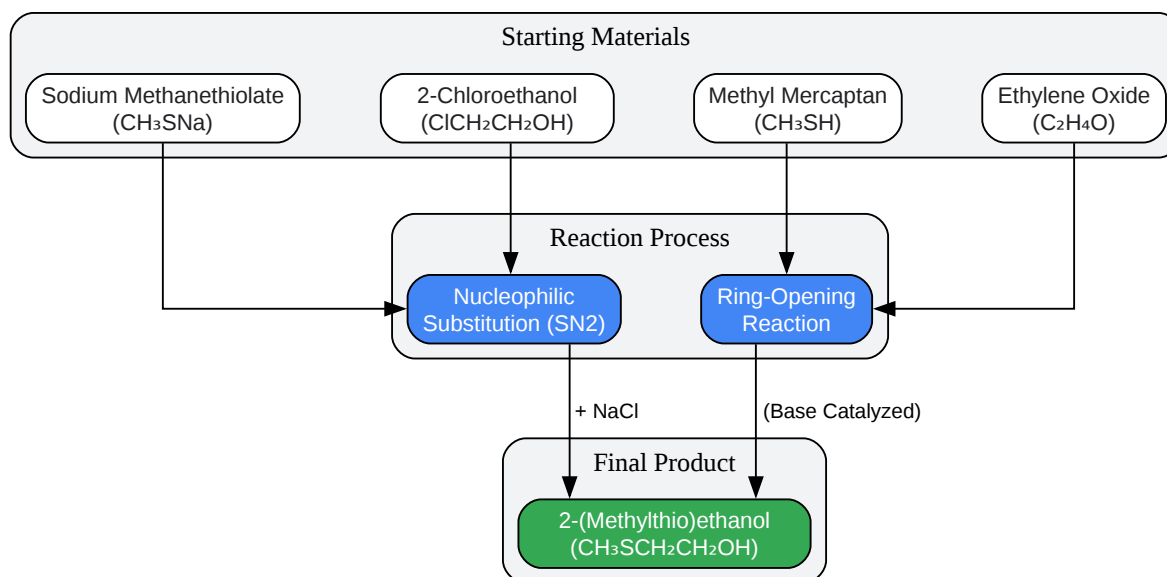 Starting Materials
Sodium Methanethiolate
(CH₃SNa)
2-Chloroethanol
(ClCH₂CH₂OH)
Methyl Mercaptan
(CH₃SH)
Ethylene Oxide
(C₂H₄O)
Reaction Process
Nucleophilic
Substitution (SN2)
Ring-Opening
Reaction
+ NaCl
(Base Catalyzed)
Final Product
2-(Methylthio)ethanol
(CH₃SCH₂CH₂OH)